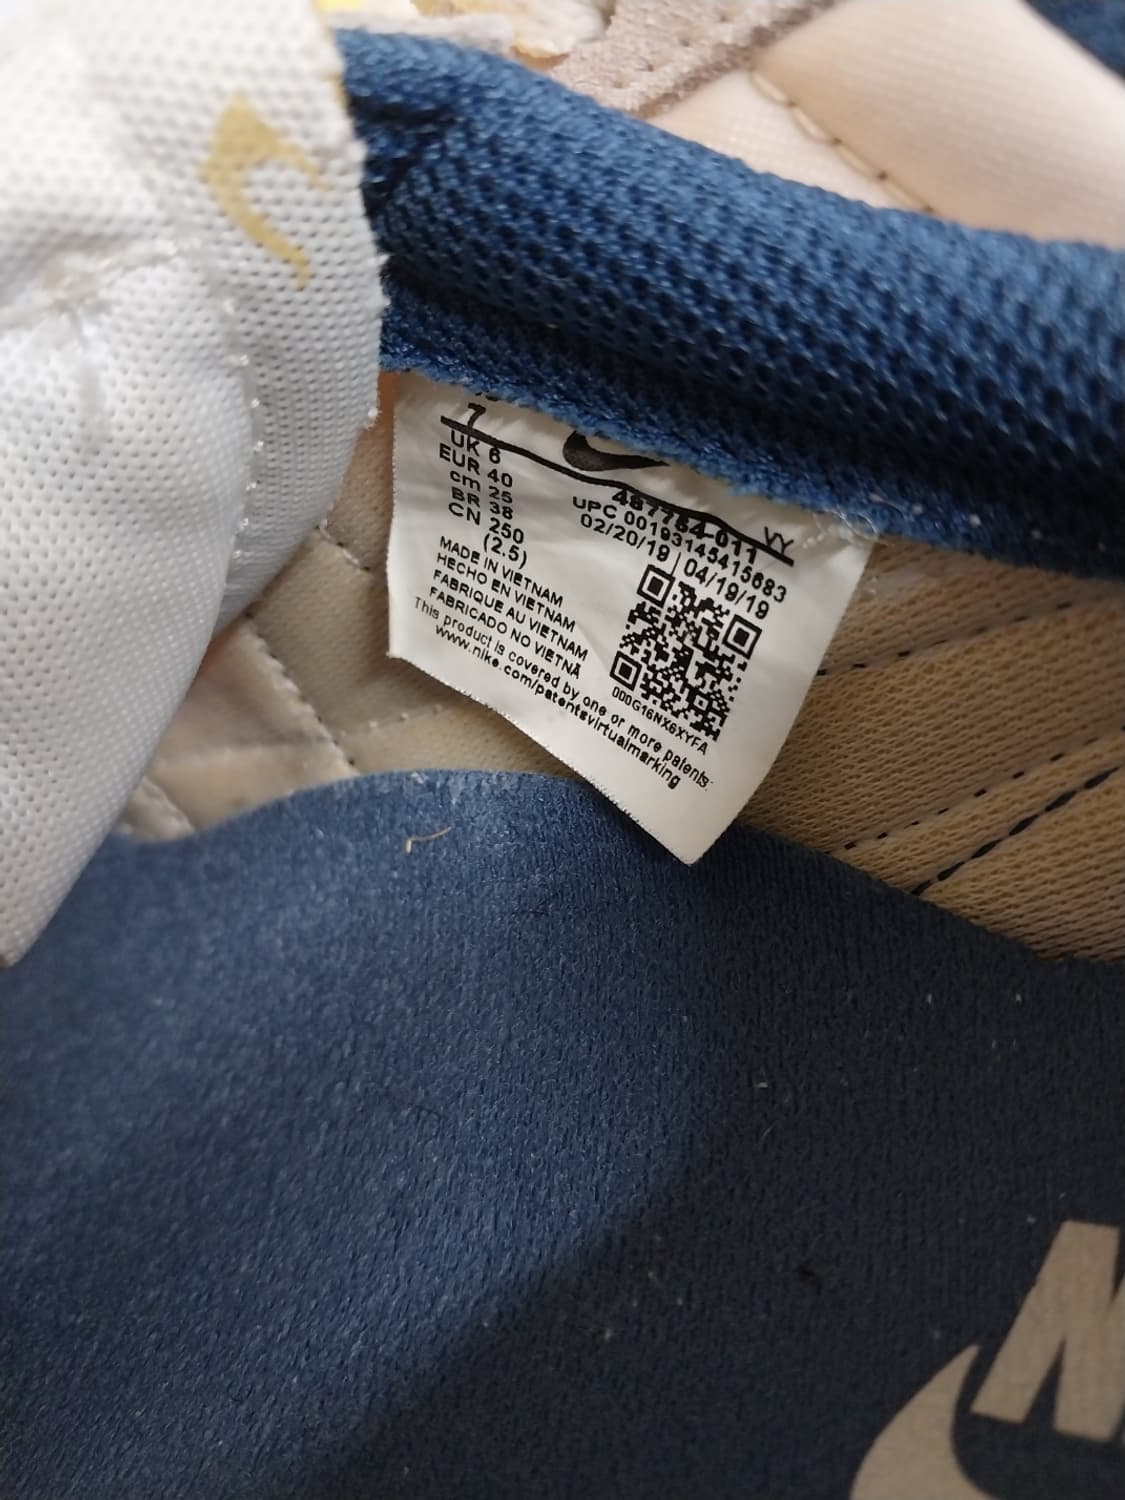 7
UK 6
EUR 40
cm 25
BR 38
CN 250
(2.5)
487754-011
VY
UPC 00193145415683
02/20/19 | 04/19/19
MADE IN VIETNAM
HECHO EN VIETNAM
FABRIQUE AU VIETNAM
FABRICADO NO VIETNÃ
This product is covered by one or more patents:
www.nike.com/patentsvirtualmarking
000G16NX6XYFA